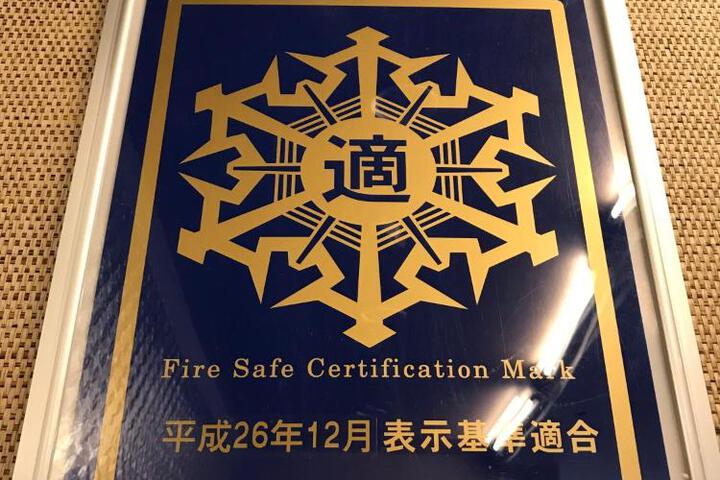 適
Fire Safe Certification Mark
平成26年12月 表示基準適合